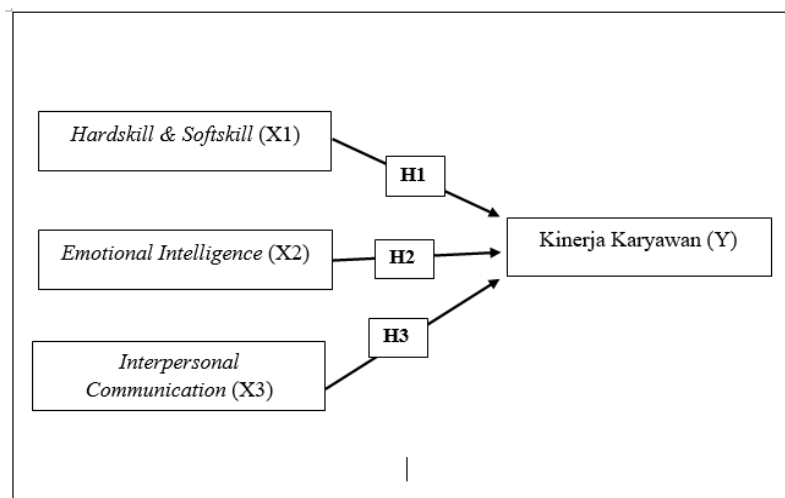 Hardskill & Softskill (X1)
H1
Emotional Intelligence (X2)
H2
Kinerja Karyawan (Y)
H3
Interpersonal
Communication (X3)